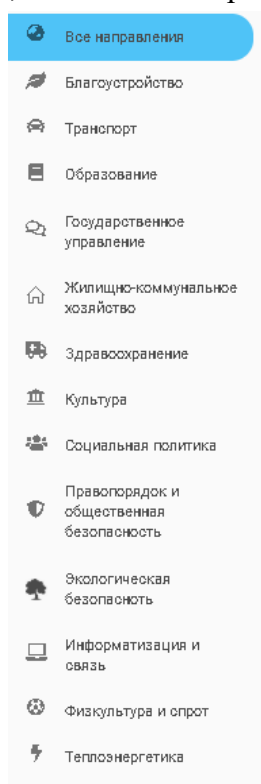 Все направления
Благоустройство
Транспорт
Образование
Государственное
управление
Жилищно-коммунальное
хозяйство
Здравоохранение
Культура
Социальная политика
Правопорядок и
общественная
безопасность
Экологическая
безопасноть
Информатизация и
связь
Физкультура и спрот
Теплоэнергетика